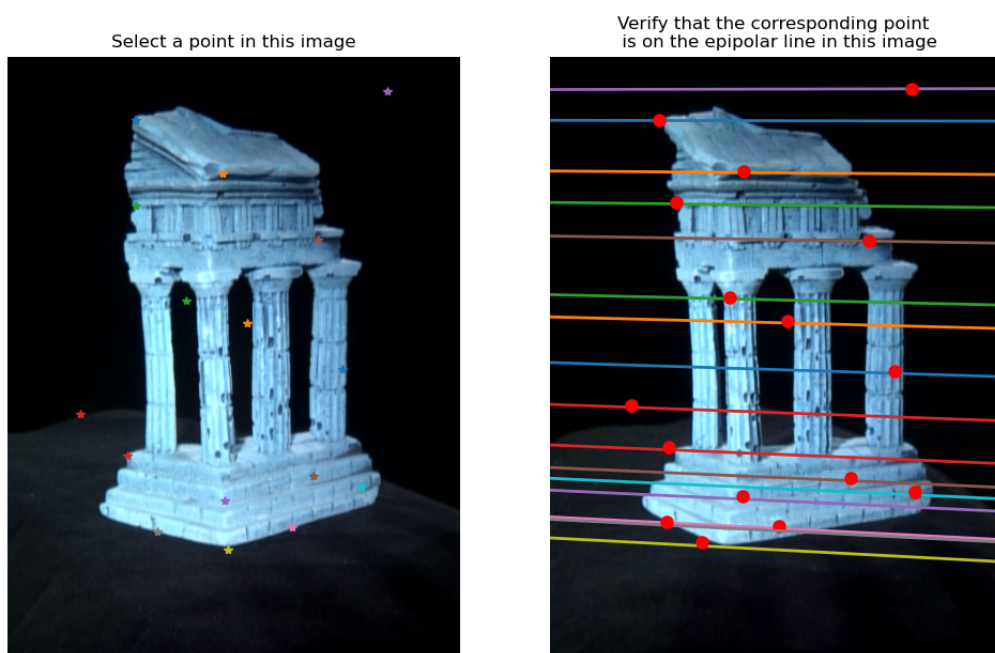 Select a point in this image
Verify that the corresponding point
is on the epipolar line in this image